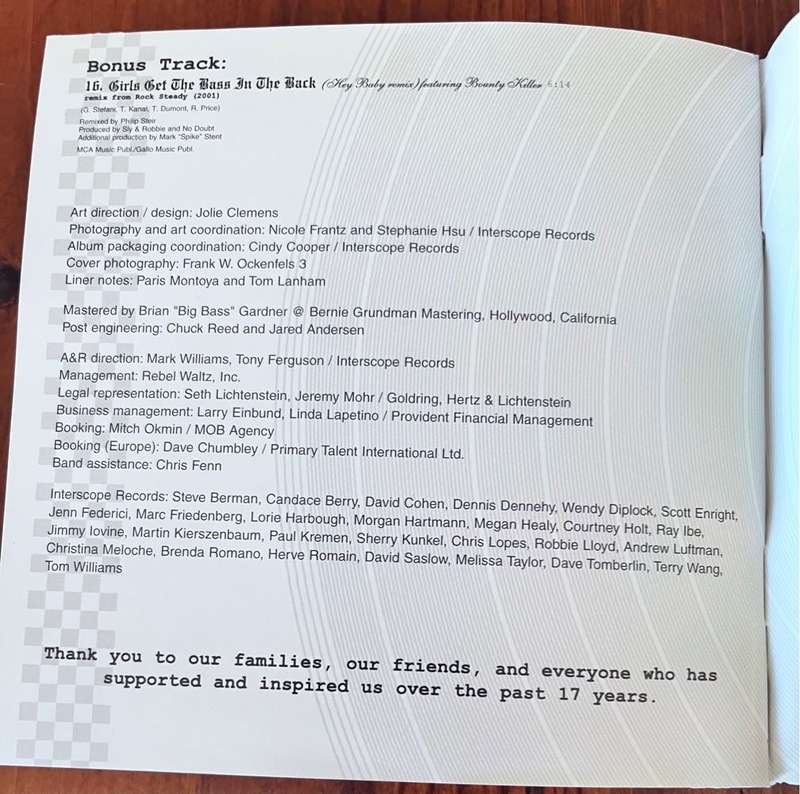 Bonus Track:
16. Girls Get The Bass In The Back (Hey Baby remix) featuring Bounty Killer 6:14
remix from Rock Steady (2001)
(G. Stefani, T. Kanal, T. Dumont, R. Price)
Remixed by Philip Steir
Produced by Sly & Robbie and No Doubt
Additional production by Mark "Spike" Stent
MCA Music Publ./Gallo Music Publ.
Art direction / design: Jolie Clemens
Photography and art coordination: Nicole Frantz and Stephanie Hsu / Interscope Records
Album packaging coordination: Cindy Cooper / Interscope Records
Cover photography: Frank W. Ockenfels 3
Liner notes: Paris Montoya and Tom Lanham
Mastered by Brian "Big Bass" Gardner @ Bernie Grundman Mastering, Hollywood, California
Post engineering: Chuck Reed and Jared Andersen
A&R direction: Mark Williams, Tony Ferguson / Interscope Records
Management: Rebel Waltz, Inc.
Legal representation: Seth Lichtenstein, Jeremy Mohr / Goldring, Hertz & Lichtenstein
Business management: Larry Einbund, Linda Lapetino / Provident Financial Management
Booking: Mitch Okmin / MOB Agency
Booking (Europe): Dave Chumbley / Primary Talent International Ltd.
Band assistance: Chris Fenn
Interscope Records: Steve Berman, Candace Berry, David Cohen, Dennis Dennehy, Wendy Diplock, Scott Enright,
Jenn Federici, Marc Friedenberg, Lorie Harbough, Morgan Hartmann, Megan Healy, Courtney Holt, Ray Ibe,
Jimmy Iovine, Martin Kierszenbaum, Paul Kremen, Sherry Kunkel, Chris Lopes, Robbie Lloyd, Andrew Luftman,
Christina Meloche, Brenda Romano, Herve Romain, David Saslow, Melissa Taylor, Dave Tomberlin, Terry Wang,
Tom Williams
Thank you to our families, our friends, and everyone who has
supported and inspired us over the past 17 years.